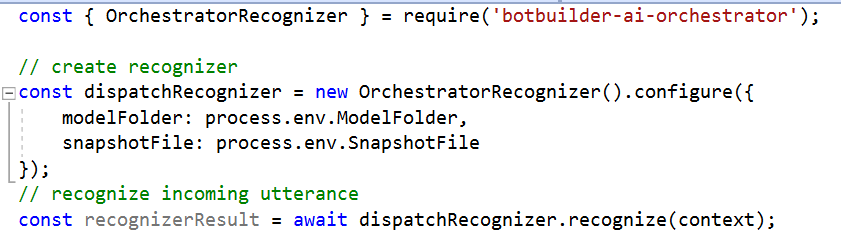 const { OrchestratorRecognizer } = require('botbuilder-ai-orchestrator');
// create recognizer
const dispatchRecognizer = new OrchestratorRecognizer().configure({
    modelFolder: process.env.ModelFolder,
    snapshotFile: process.env.SnapshotFile
});
// recognize incoming utterance
const recognizerResult = await dispatchRecognizer.recognize(context);